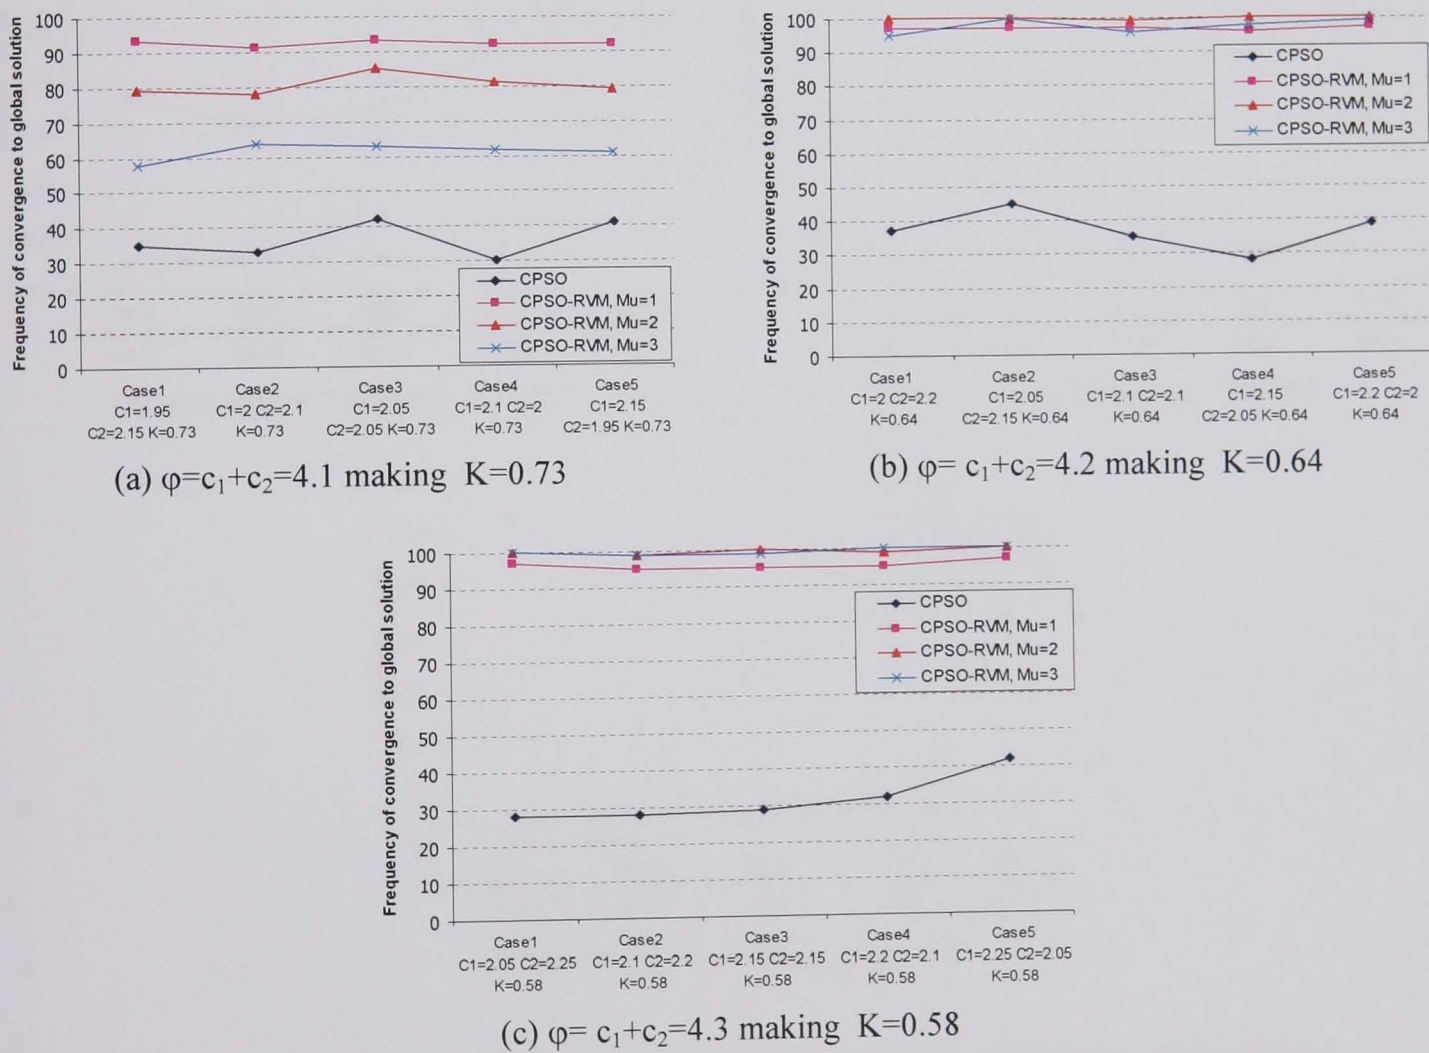 Frequency of convergence to global solution
100
90
80
70
60
50
40
30
20
10
0
CPSO
CPSO-RVM, Mu=1
CPSO-RVM, Mu=2
CPSO-RVM, Mu=3
Case1
C1=1.95
C2=2.15 K=0.73
Case2
C1=2 C2=2.1
K=0.73
Case3
C1=2.05
C2=2.05 K=0.73
Case4
C1=2.1 C2=2
K=0.73
Case5
C1=2.15
C2=1.95 K=0.73
(a) φ=c₁+c₂=4.1 making K=0.73
Frequency of convergence to global solution
100
90
80
70
60
50
40
30
20
10
0
CPSO
CPSO-RVM, Mu=1
CPSO-RVM, Mu=2
CPSO-RVM, Mu=3
Case1
C1=2 C2=2.2
K=0.64
Case2
C1=2.05
C2=2.15 K=0.64
Case3
C1=2.1 C2=2.1
K=0.64
Case4
C1=2.15
C2=2.05 K=0.64
Case5
C1=2.2 C2=2
K=0.64
(b) φ= c₁+c₂=4.2 making K=0.64
Frequency of convergence to global solution
100
90
80
70
60
50
40
30
20
10
0
CPSO
CPSO-RVM, Mu=1
CPSO-RVM, Mu=2
CPSO-RVM, Mu=3
Case1
C1=2.05 C2=2.25
K=0.58
Case2
C1=2.1 C2=2.2
K=0.58
Case3
C1=2.15 C2=2.15
K=0.58
Case4
C1=2.2 C2=2.1
K=0.58
Case5
C1=2.25 C2=2.05
K=0.58
(c) φ= c₁+c₂=4.3 making K=0.58